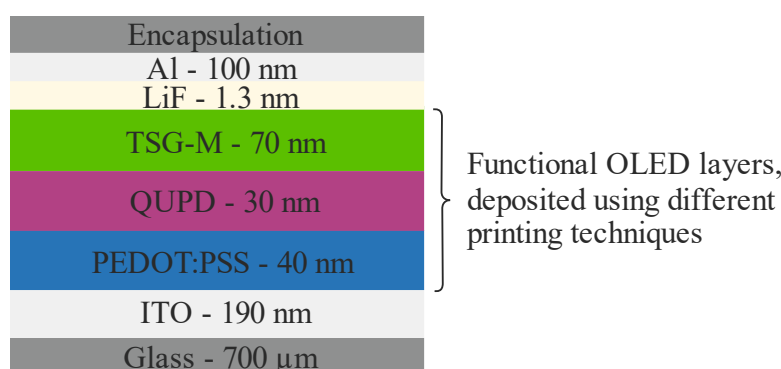 Encapsulation
Al - 100 nm
LiF - 1.3 nm
TSG-M - 70 nm
QUPD - 30 nm
PEDOT:PSS - 40 nm
ITO - 190 nm
Glass - 700 µm
Functional OLED layers,
deposited using different
printing techniques